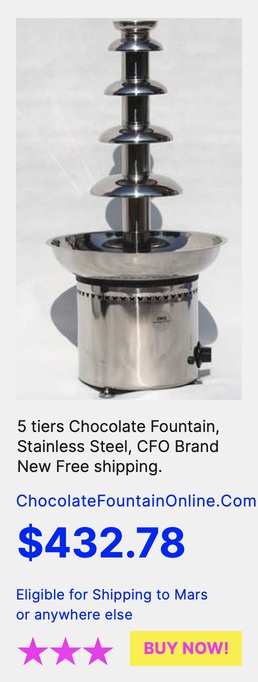 5 tiers Chocolate Fountain,
Stainless Steel, CFO Brand
New Free shipping.
ChocolateFountainOnline.Com
$432.78
Eligible for Shipping to Mars
or anywhere else
BUY NOW!